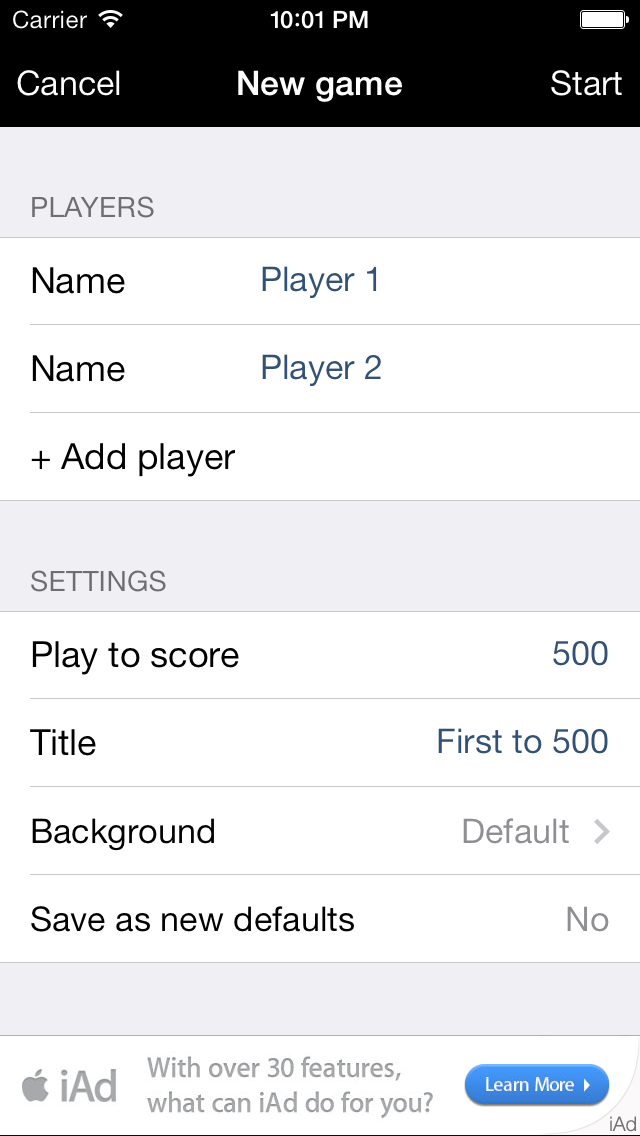 Carrier 10:01 PM
Cancel New game Start
PLAYERS
Name Player 1
Name Player 2
+ Add player
SETTINGS
Play to score 500
Title First to 500
Background Default
Save as new defaults No
iAd With over 30 features,
what can iAd do for you?
Learn More
iAd